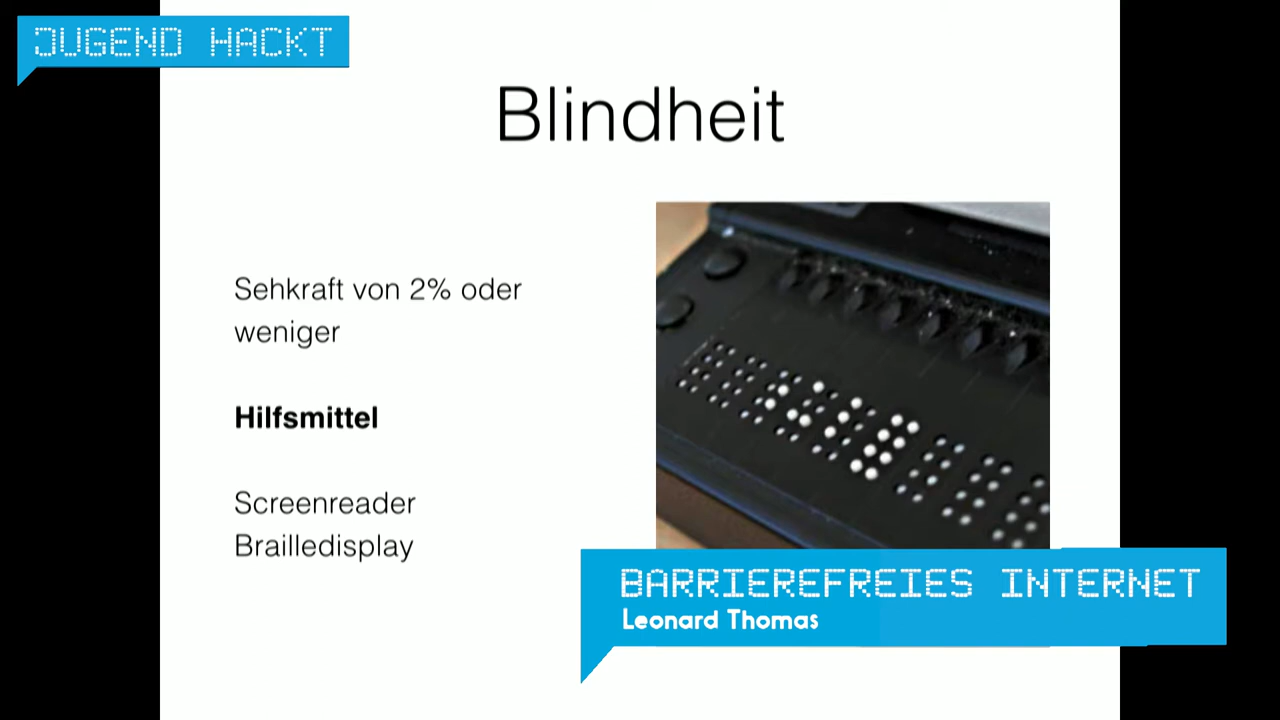 JUGEND HACKT
Blindheit
Sehkraft von 2% oder
weniger
Hilfsmittel
Screenreader
Brailledisplay
BARRIEREFREIES INTERNET
Leonard Thomas